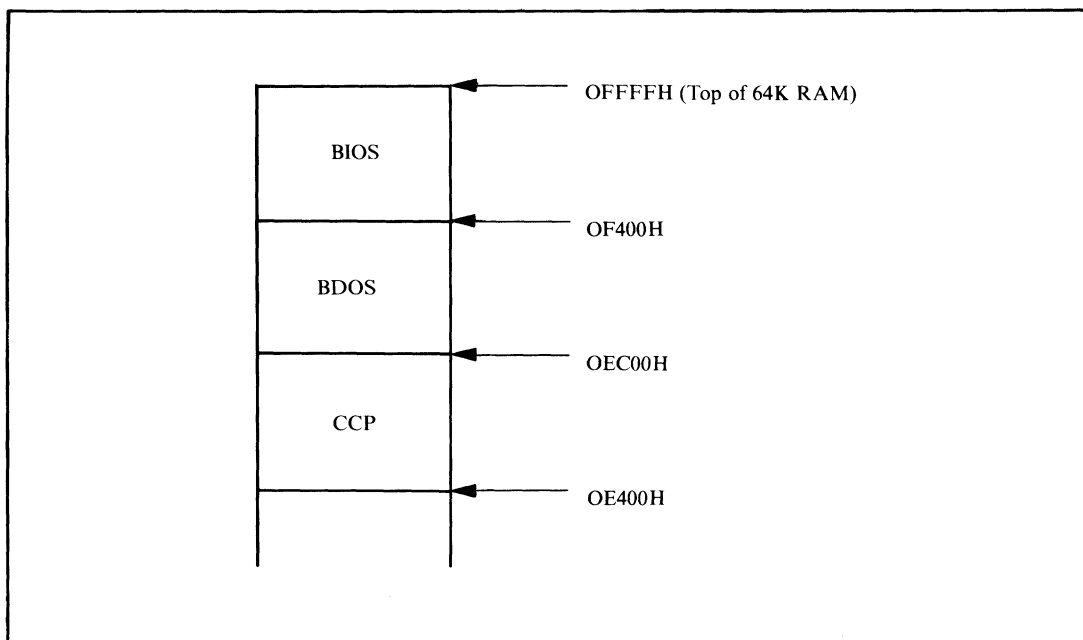 OFFFFH (Top of 64K RAM)
BIOS
OF400H
BDOS
OEC00H
CCP
OE400H